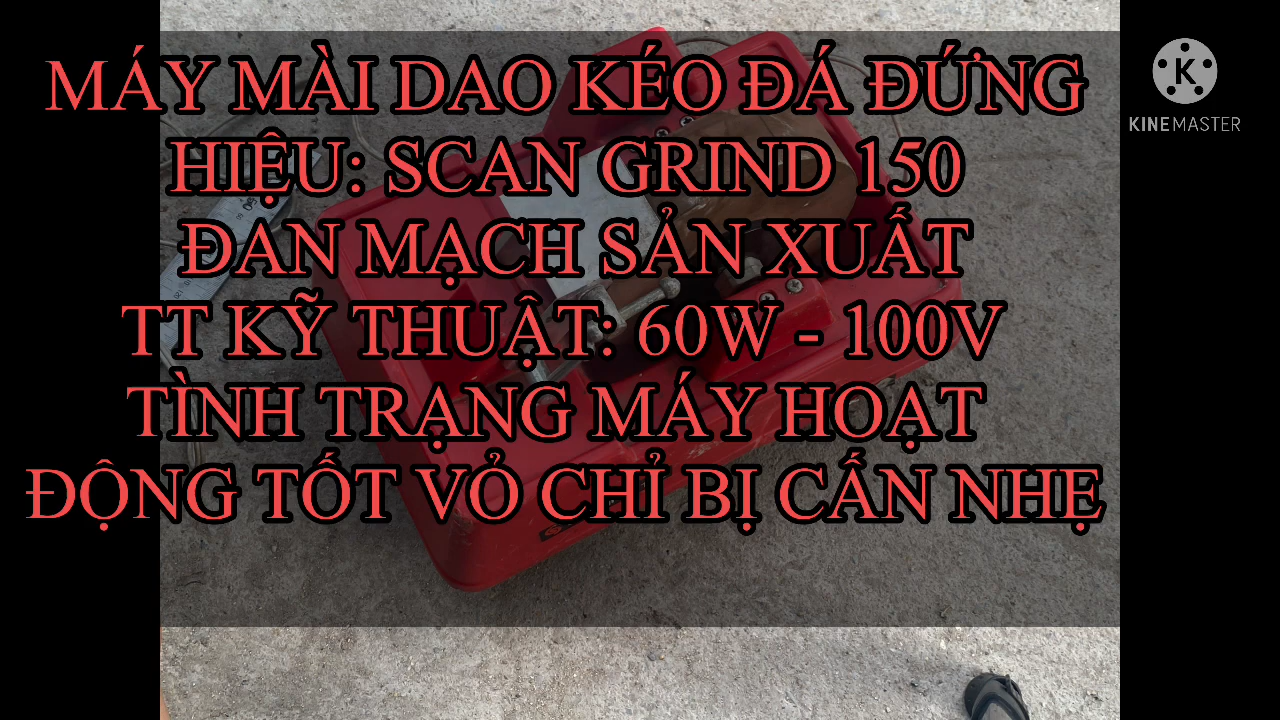 MÁY MÀI DAO KÉO ĐÁ ĐỨNG
HIỆU: SCAN GRIND 150
ĐAN MẠCH SẢN XUẤT
TT KỸ THUẬT: 60W - 100V
TÌNH TRẠNG MÁY HOẠT
ĐỘNG TỐT VỎ CHỈ BỊ CẤN NHẸ
KINEMASTER